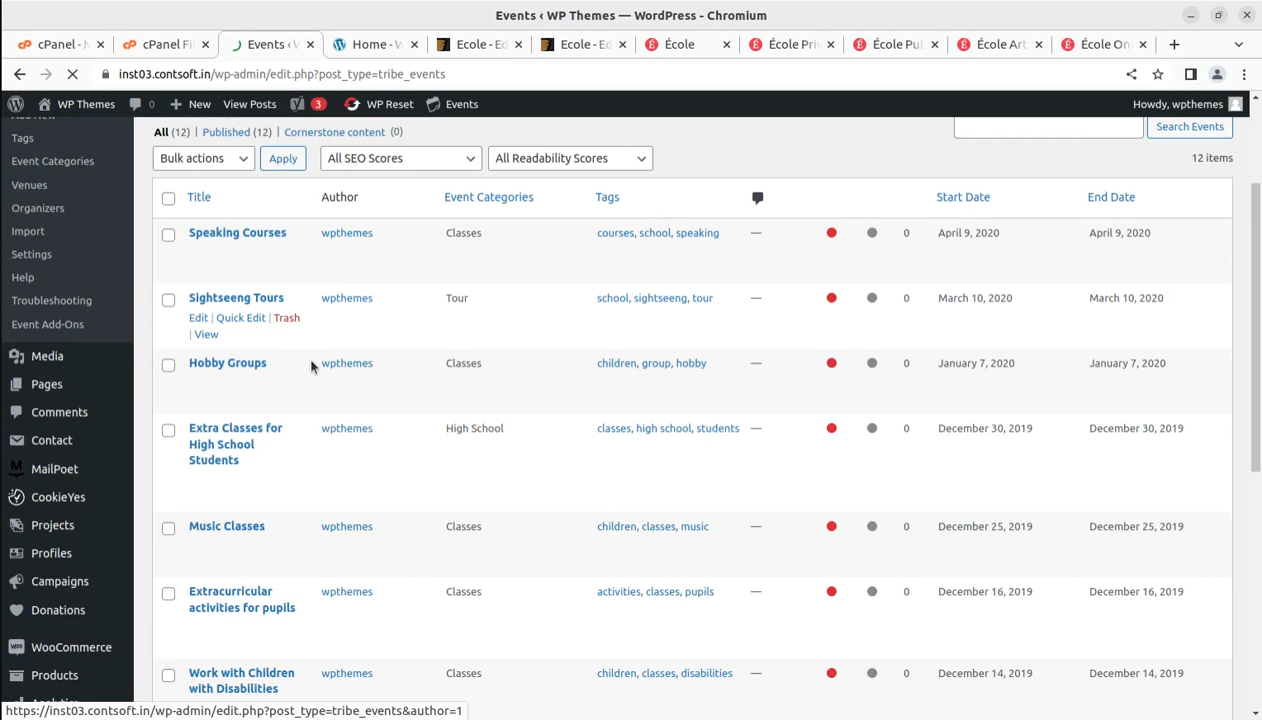 Events ‹ WP Themes — WordPress - Chromium
cPanel - M
cPanel Fi
Events ‹ W
Home - W
Ecole - Ed
Ecole - Ed
École
École Pri
École Pu
École Art
École On
inst03.contsoft.in/wp-admin/edit.php?post_type=tribe_events
WP Themes 0 New View Posts 3 WP Reset Events Howdy, wpthemes
Tags
Event Categories
Venues
Organizers
Import
Settings
Help
Troubleshooting
Event Add-Ons
Media
Pages
Comments
Contact
MailPoet
CookieYes
Projects
Profiles
Campaigns
Donations
WooCommerce
Products
All (12) | Published (12) | Cornerstone content (0)
Search Events
Bulk actions Apply All SEO Scores All Readability Scores 12 items
Title Author Event Categories Tags Start Date End Date
Speaking Courses wpthemes Classes courses, school, speaking — 0 April 9, 2020 April 9, 2020
Sightseeng Tours wpthemes Tour school, sightseeng, tour — 0 March 10, 2020 March 10, 2020
Edit | Quick Edit | Trash
| View
Hobby Groups wpthemes Classes children, group, hobby — 0 January 7, 2020 January 7, 2020
Extra Classes for wpthemes High School classes, high school, students — 0 December 30, 2019 December 30, 2019
High School
Students
Music Classes wpthemes Classes children, classes, music — 0 December 25, 2019 December 25, 2019
Extracurricular wpthemes Classes activities, classes, pupils — 0 December 16, 2019 December 16, 2019
activities for pupils
Work with Children wpthemes Classes children, classes, disabilities — 0 December 14, 2019 December 14, 2019
with Disabilities
https://inst03.contsoft.in/wp-admin/edit.php?post_type=tribe_events&author=1